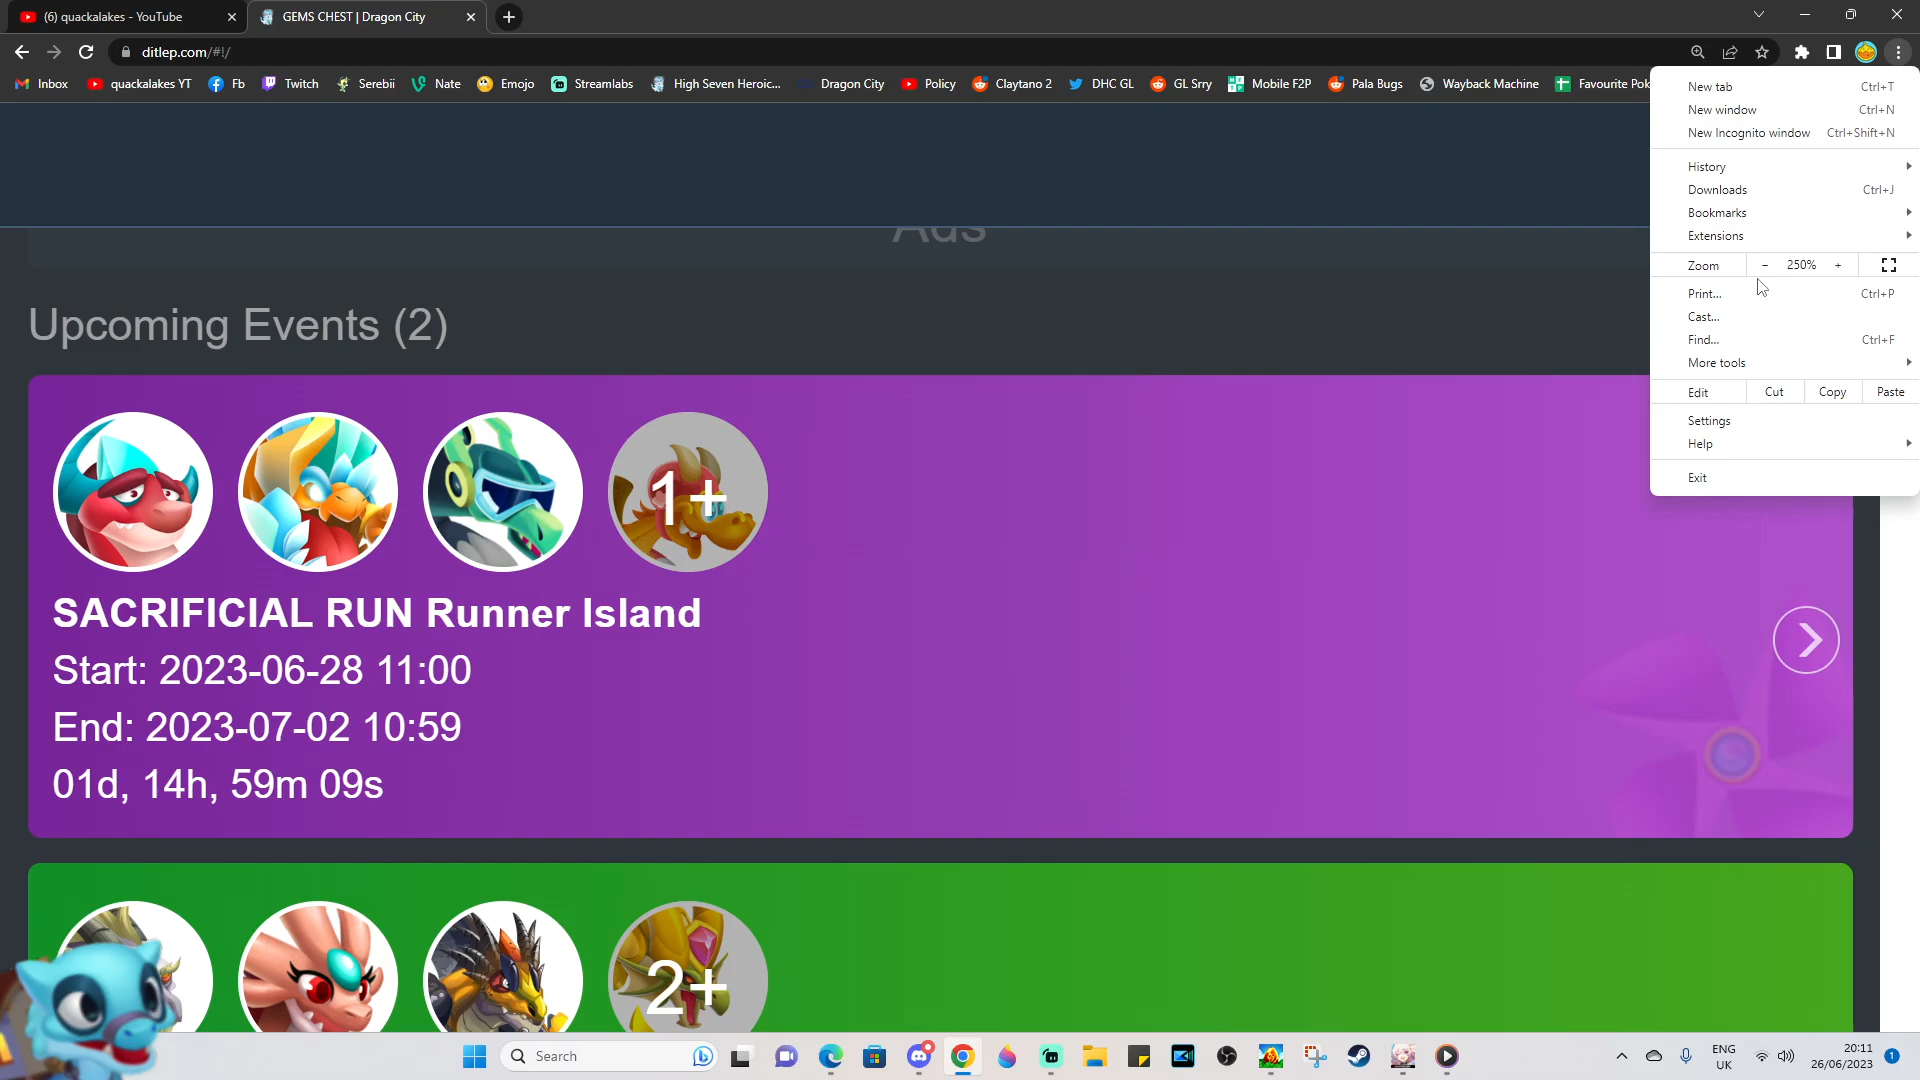 (6) quackalakes - YouTube
GEMS CHEST | Dragon City
ditlep.com/#!/
Inbox
quackalakes YT
Fb
Twitch
Serebii
Nate
Emojo
Streamlabs
High Seven Heroic...
Dragon City
Policy
Claytano 2
DHC GL
GL Srry
Mobile F2P
Pala Bugs
Wayback Machine
Favourite Pok
New tab Ctrl+T
New window Ctrl+N
New Incognito window Ctrl+Shift+N
History
Downloads Ctrl+J
Bookmarks
Extensions
Zoom - 250% +
Print... Ctrl+P
Cast...
Find... Ctrl+F
More tools
Edit Cut Copy Paste
Settings
Help
Exit
Ads
Upcoming Events (2)
1+
SACRIFICIAL RUN Runner Island
Start: 2023-06-28 11:00
End: 2023-07-02 10:59
01d, 14h, 59m 09s
2+
Search
ENG
UK
20:11
26/06/2023
1